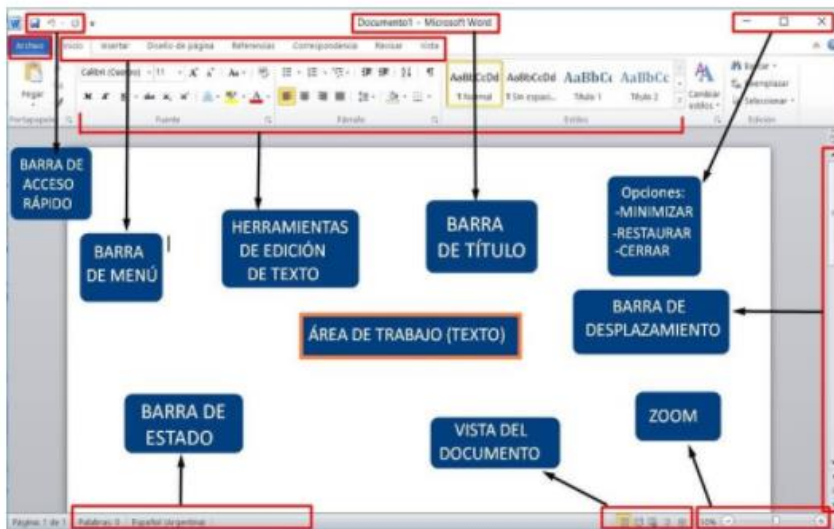 Documento1 - Microsoft Word
Archivo Inicio Insertar Diseño de página Referencias Correspondencia Revisar Vista
Calibri (Cuerpo) 11
AaBbCcDd AaBbCcDd AaBbCc AaBbCc
Pegar
Buscar
Reemplazar
Seleccionar
¶ Normal ¶ Sin espaci... Título 1 Título 2
Cambiar
estilos
Portapapeles Fuente Párrafo Estilos Edición
BARRA DE
ACCESO
RÁPIDO
BARRA
DE MENÚ
HERRAMIENTAS
DE EDICIÓN
DE TEXTO
BARRA
DE TÍTULO
Opciones:
-MINIMIZAR
-RESTAURAR
-CERRAR
BARRA DE
DESPLAZAMIENTO
ÁREA DE TRABAJO (TEXTO)
BARRA DE
ESTADO
VISTA DEL
DOCUMENTO
ZOOM
Página: 1 de 1 Palabras: 0 Español (Argentina)